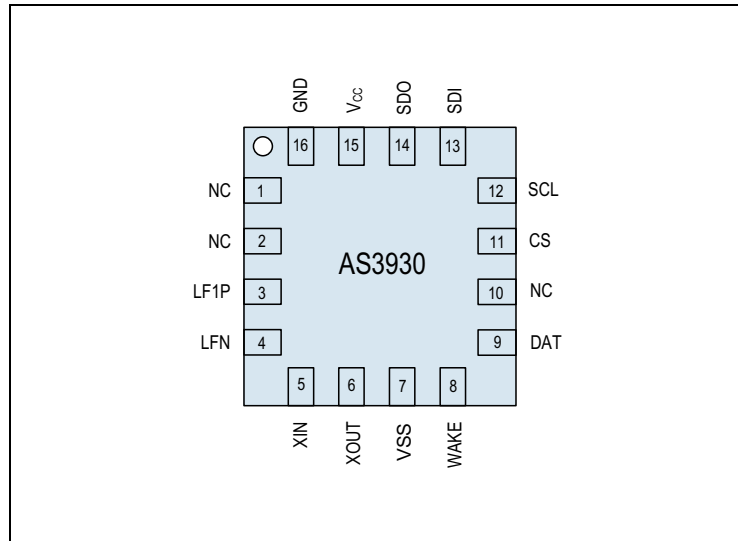 GND
Vcc
SDO
SDI
16
15
14
13
NC
1
12
SCL
NC
2
11
CS
AS3930
LF1P
3
10
NC
LFN
4
9
DAT
5
6
7
8
XIN
XOUT
VSS
WAKE